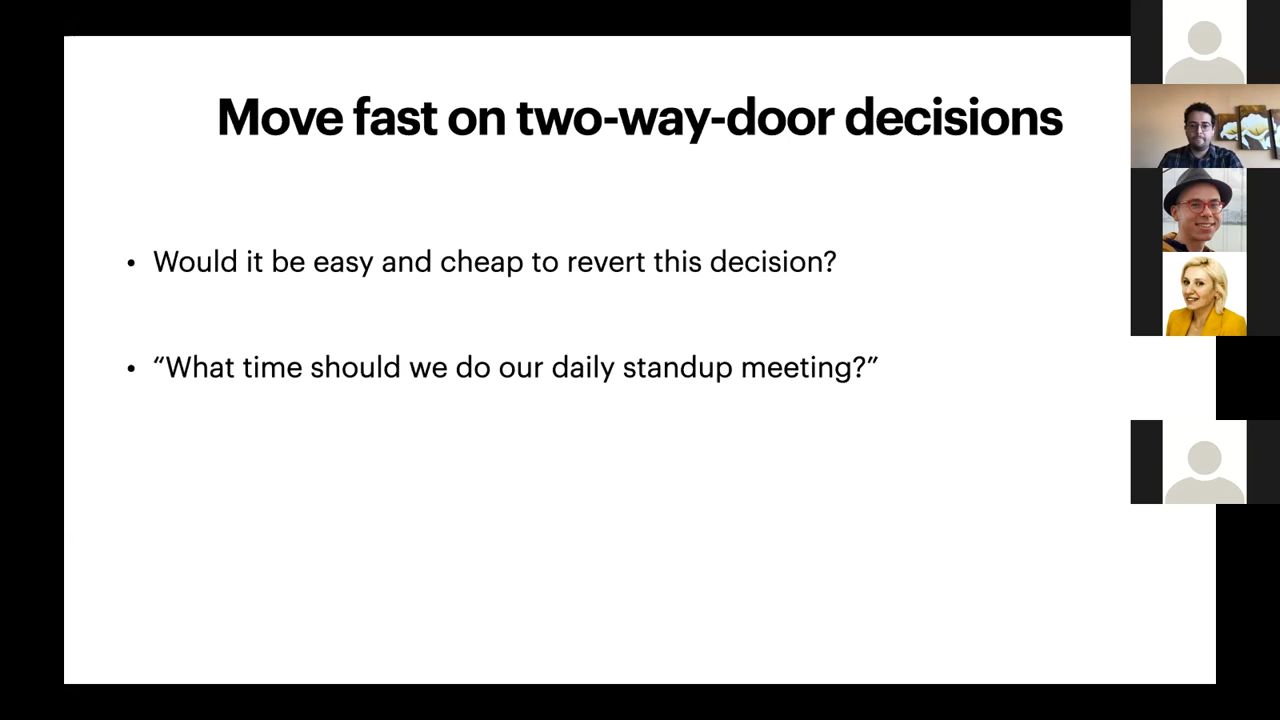 Move fast on two-way-door decisions
• Would it be easy and cheap to revert this decision?
• “What time should we do our daily standup meeting?”